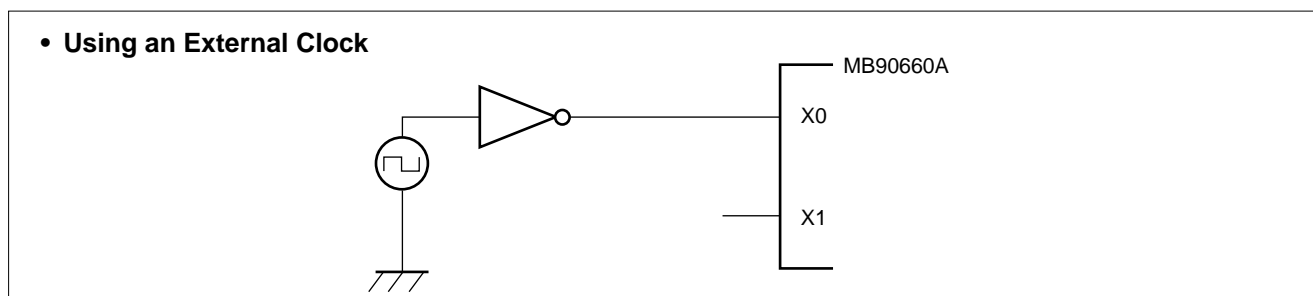 • Using an External Clock
MB90660A
X0
X1